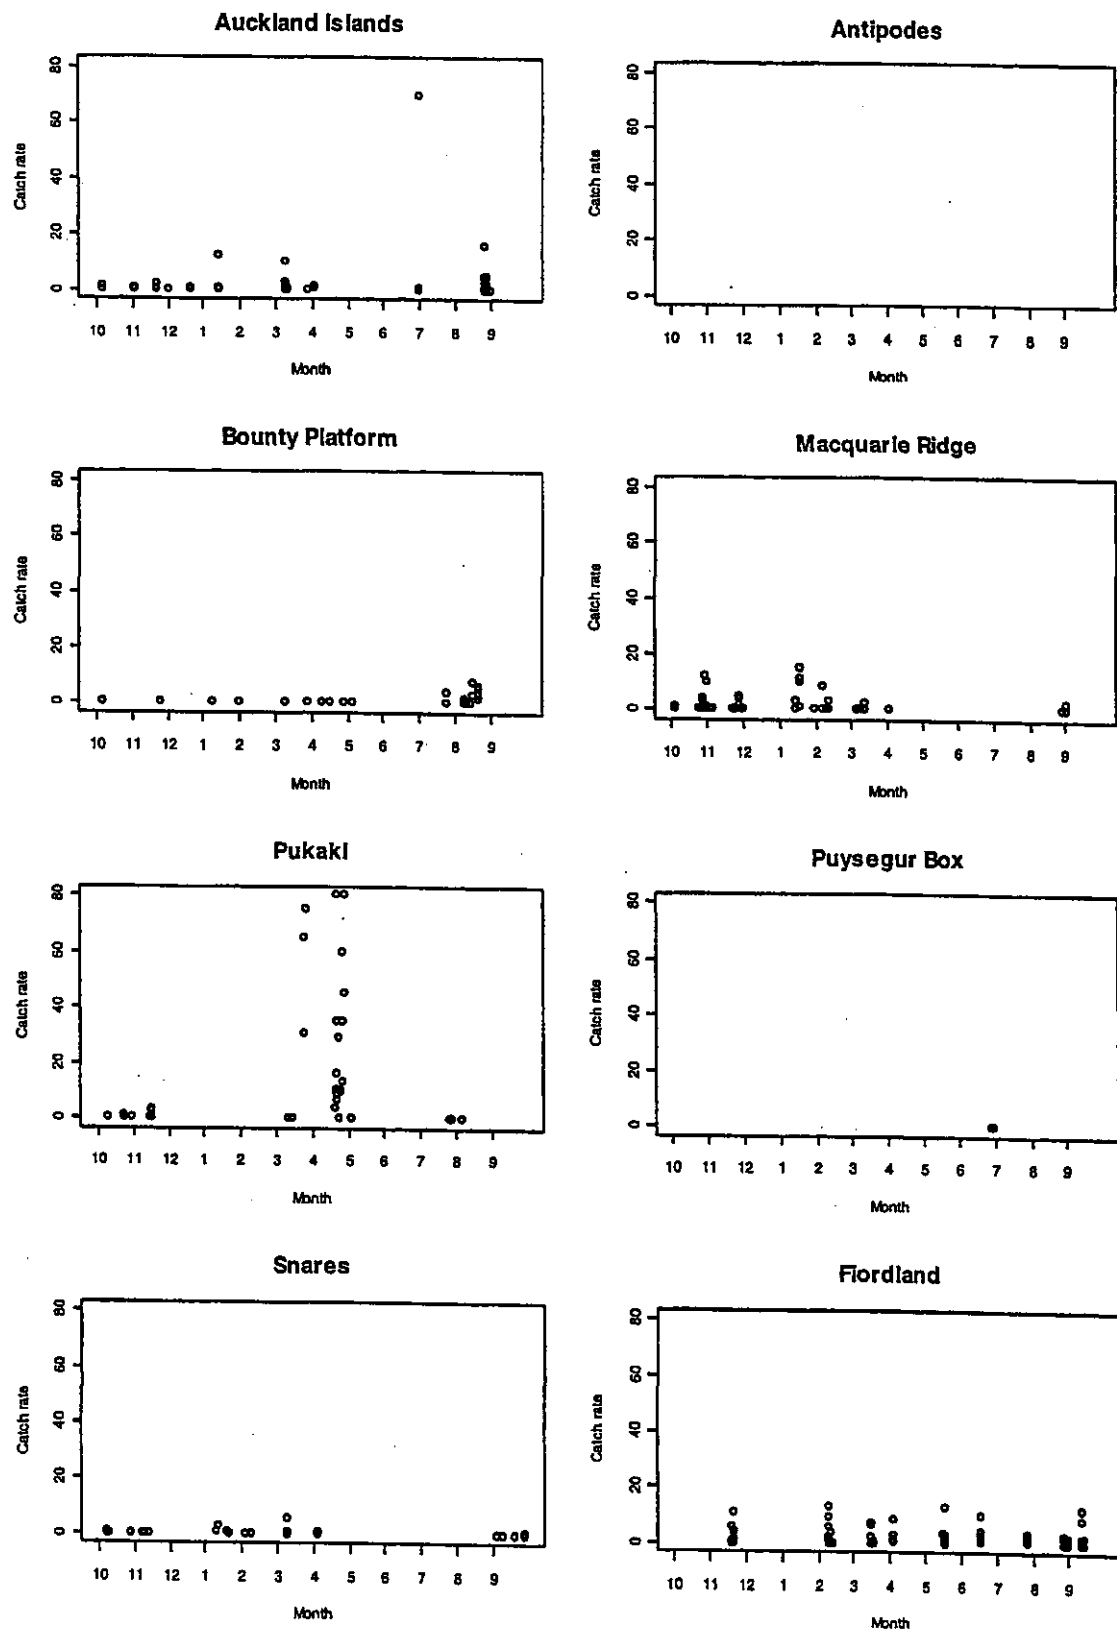 Auckland Islands
80
60
40
20
0
Catch rate
10 11 12 1 2 3 4 5 6 7 8 9
Month
Antipodes
80
60
40
20
0
Catch rate
10 11 12 1 2 3 4 5 6 7 8 9
Month
Bounty Platform
80
60
40
20
0
Catch rate
10 11 12 1 2 3 4 5 6 7 8 9
Month
Macquarie Ridge
80
60
40
20
0
Catch rate
10 11 12 1 2 3 4 5 6 7 8 9
Month
Pukaki
80
60
40
20
0
Catch rate
10 11 12 1 2 3 4 5 6 7 8 9
Month
Puysegur Box
80
60
40
20
0
Catch rate
10 11 12 1 2 3 4 5 6 7 8 9
Month
Snares
80
60
40
20
0
Catch rate
10 11 12 1 2 3 4 5 6 7 8 9
Month
Fiordland
80
60
40
20
0
Catch rate
10 11 12 1 2 3 4 5 6 7 8 9
Month